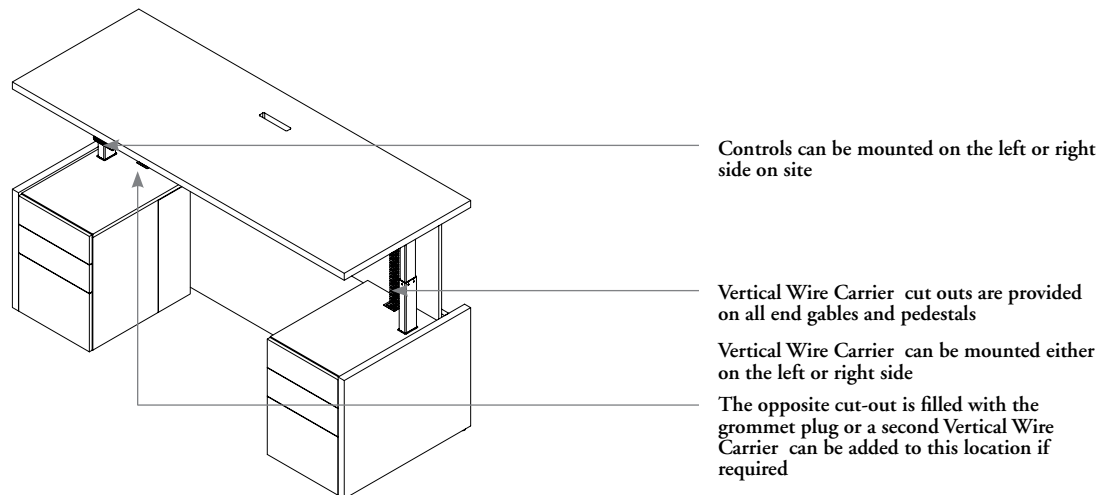 Controls can be mounted on the left or right
side on site
Vertical Wire Carrier cut outs are provided
on all end gables and pedestals
Vertical Wire Carrier can be mounted either
on the left or right side
The opposite cut-out is filled with the
grommet plug or a second Vertical Wire
Carrier can be added to this location if
required